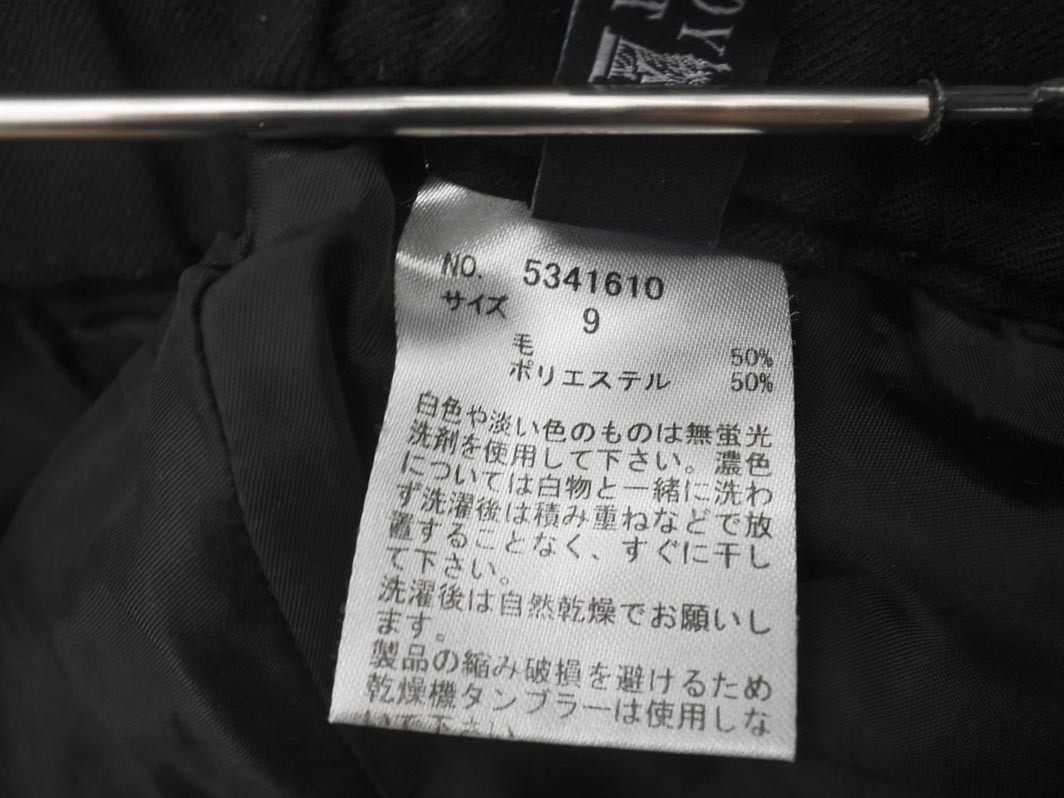 NO. 5341610
サイズ 9
毛 50%
ポリエステル 50%
白色や淡い色のものは無蛍光
洗剤を使用して下さい。濃色
については白物と一緒に洗わ
ず洗濯後は積み重ねなどで放
置することなく、すぐに干し
て下さい。
洗濯後は自然乾燥でお願いし
ます。
製品の縮み破損を避けるため
乾燥機タンブラーは使用しな
いで下さい